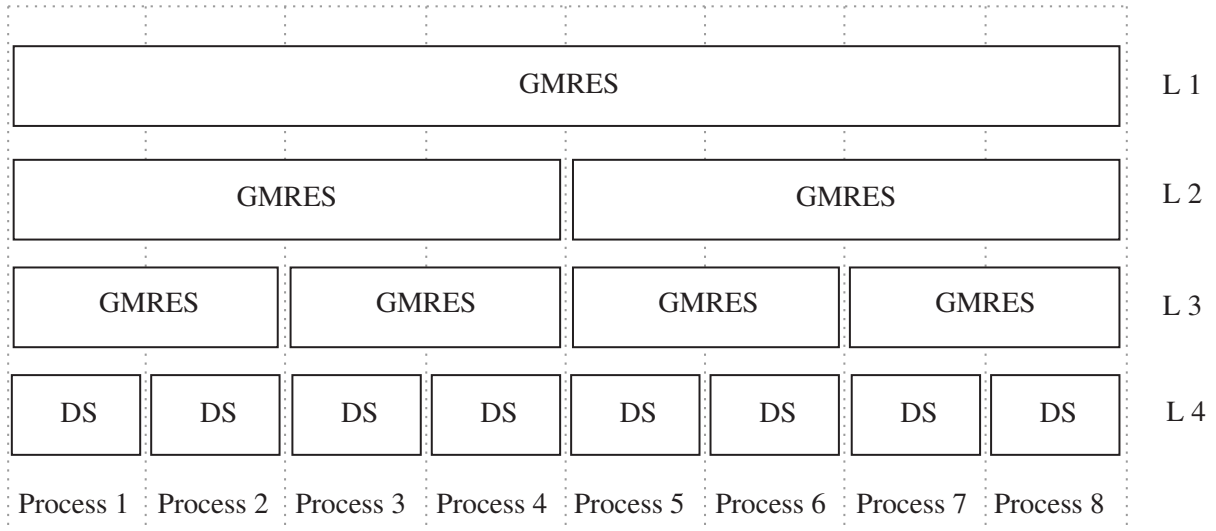 GMRES L 1
GMRES GMRES L 2
GMRES GMRES GMRES GMRES L 3
DS DS DS DS DS DS DS DS L 4
Process 1 Process 2 Process 3 Process 4 Process 5 Process 6 Process 7 Process 8